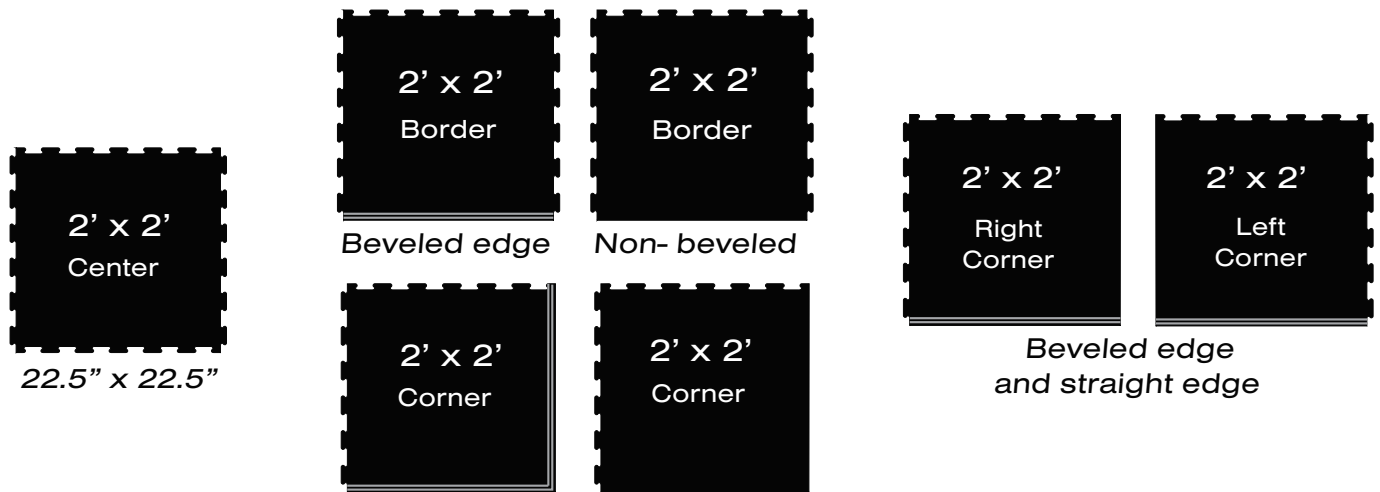 2’ x 2’
Center
22.5” x 22.5”
2’ x 2’
Border
Beveled edge
2’ x 2’
Border
Non- beveled
2’ x 2’
Corner
2’ x 2’
Corner
2’ x 2’
Right
Corner
2’ x 2’
Left
Corner
Beveled edge
and straight edge